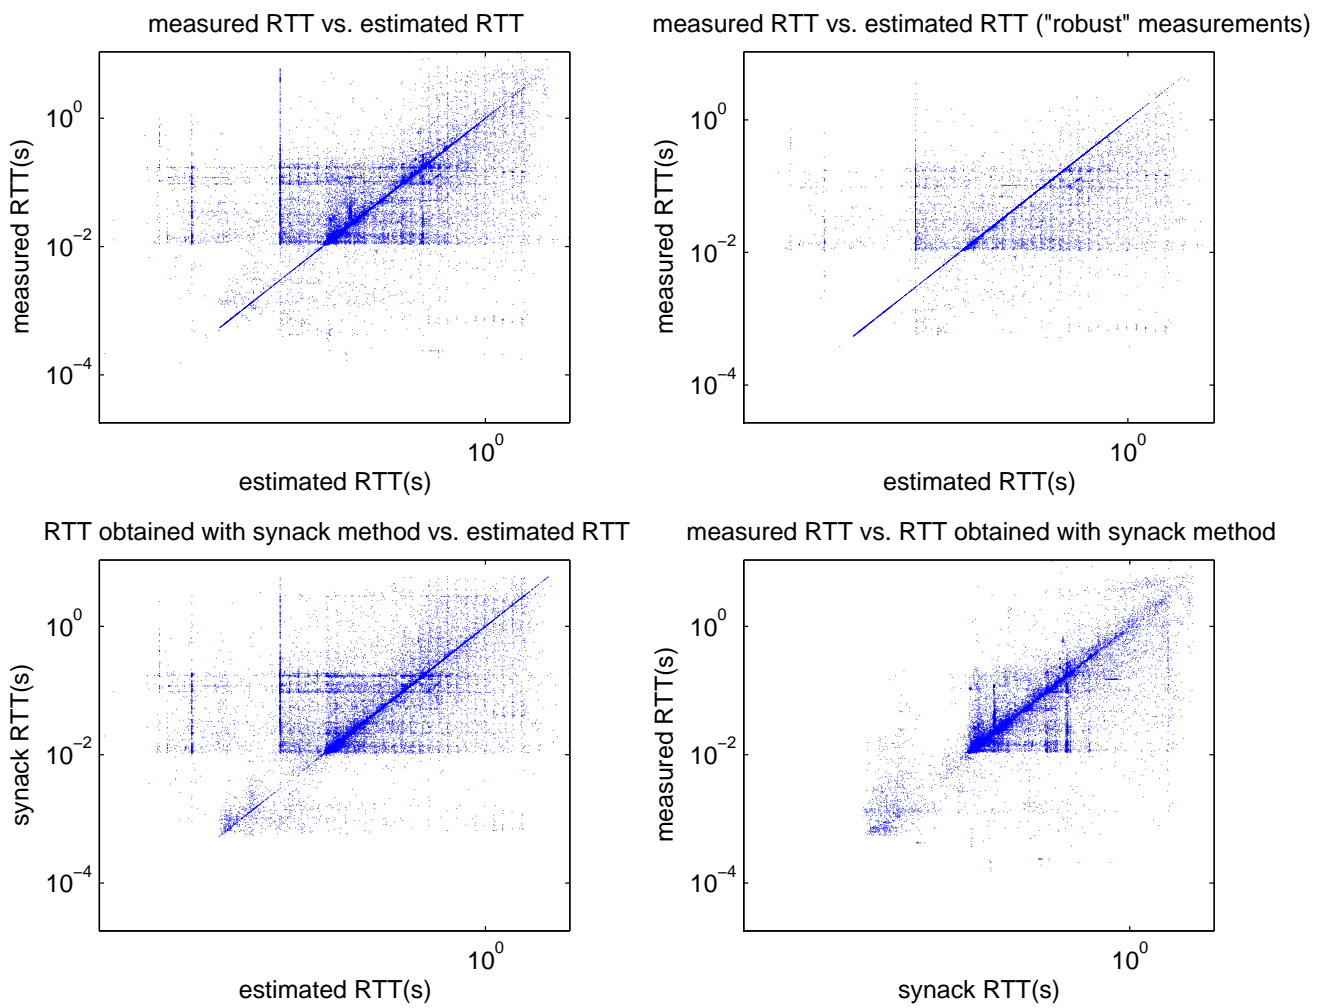 measured RTT vs. estimated RTT
measured RTT(s)
10^0
10^−2
10^−4
10^0
estimated RTT(s)
measured RTT vs. estimated RTT ("robust" measurements)
measured RTT(s)
10^0
10^−2
10^−4
10^0
estimated RTT(s)
RTT obtained with synack method vs. estimated RTT
synack RTT(s)
10^0
10^−2
10^−4
10^0
estimated RTT(s)
measured RTT vs. RTT obtained with synack method
measured RTT(s)
10^0
10^−2
10^−4
10^0
synack RTT(s)